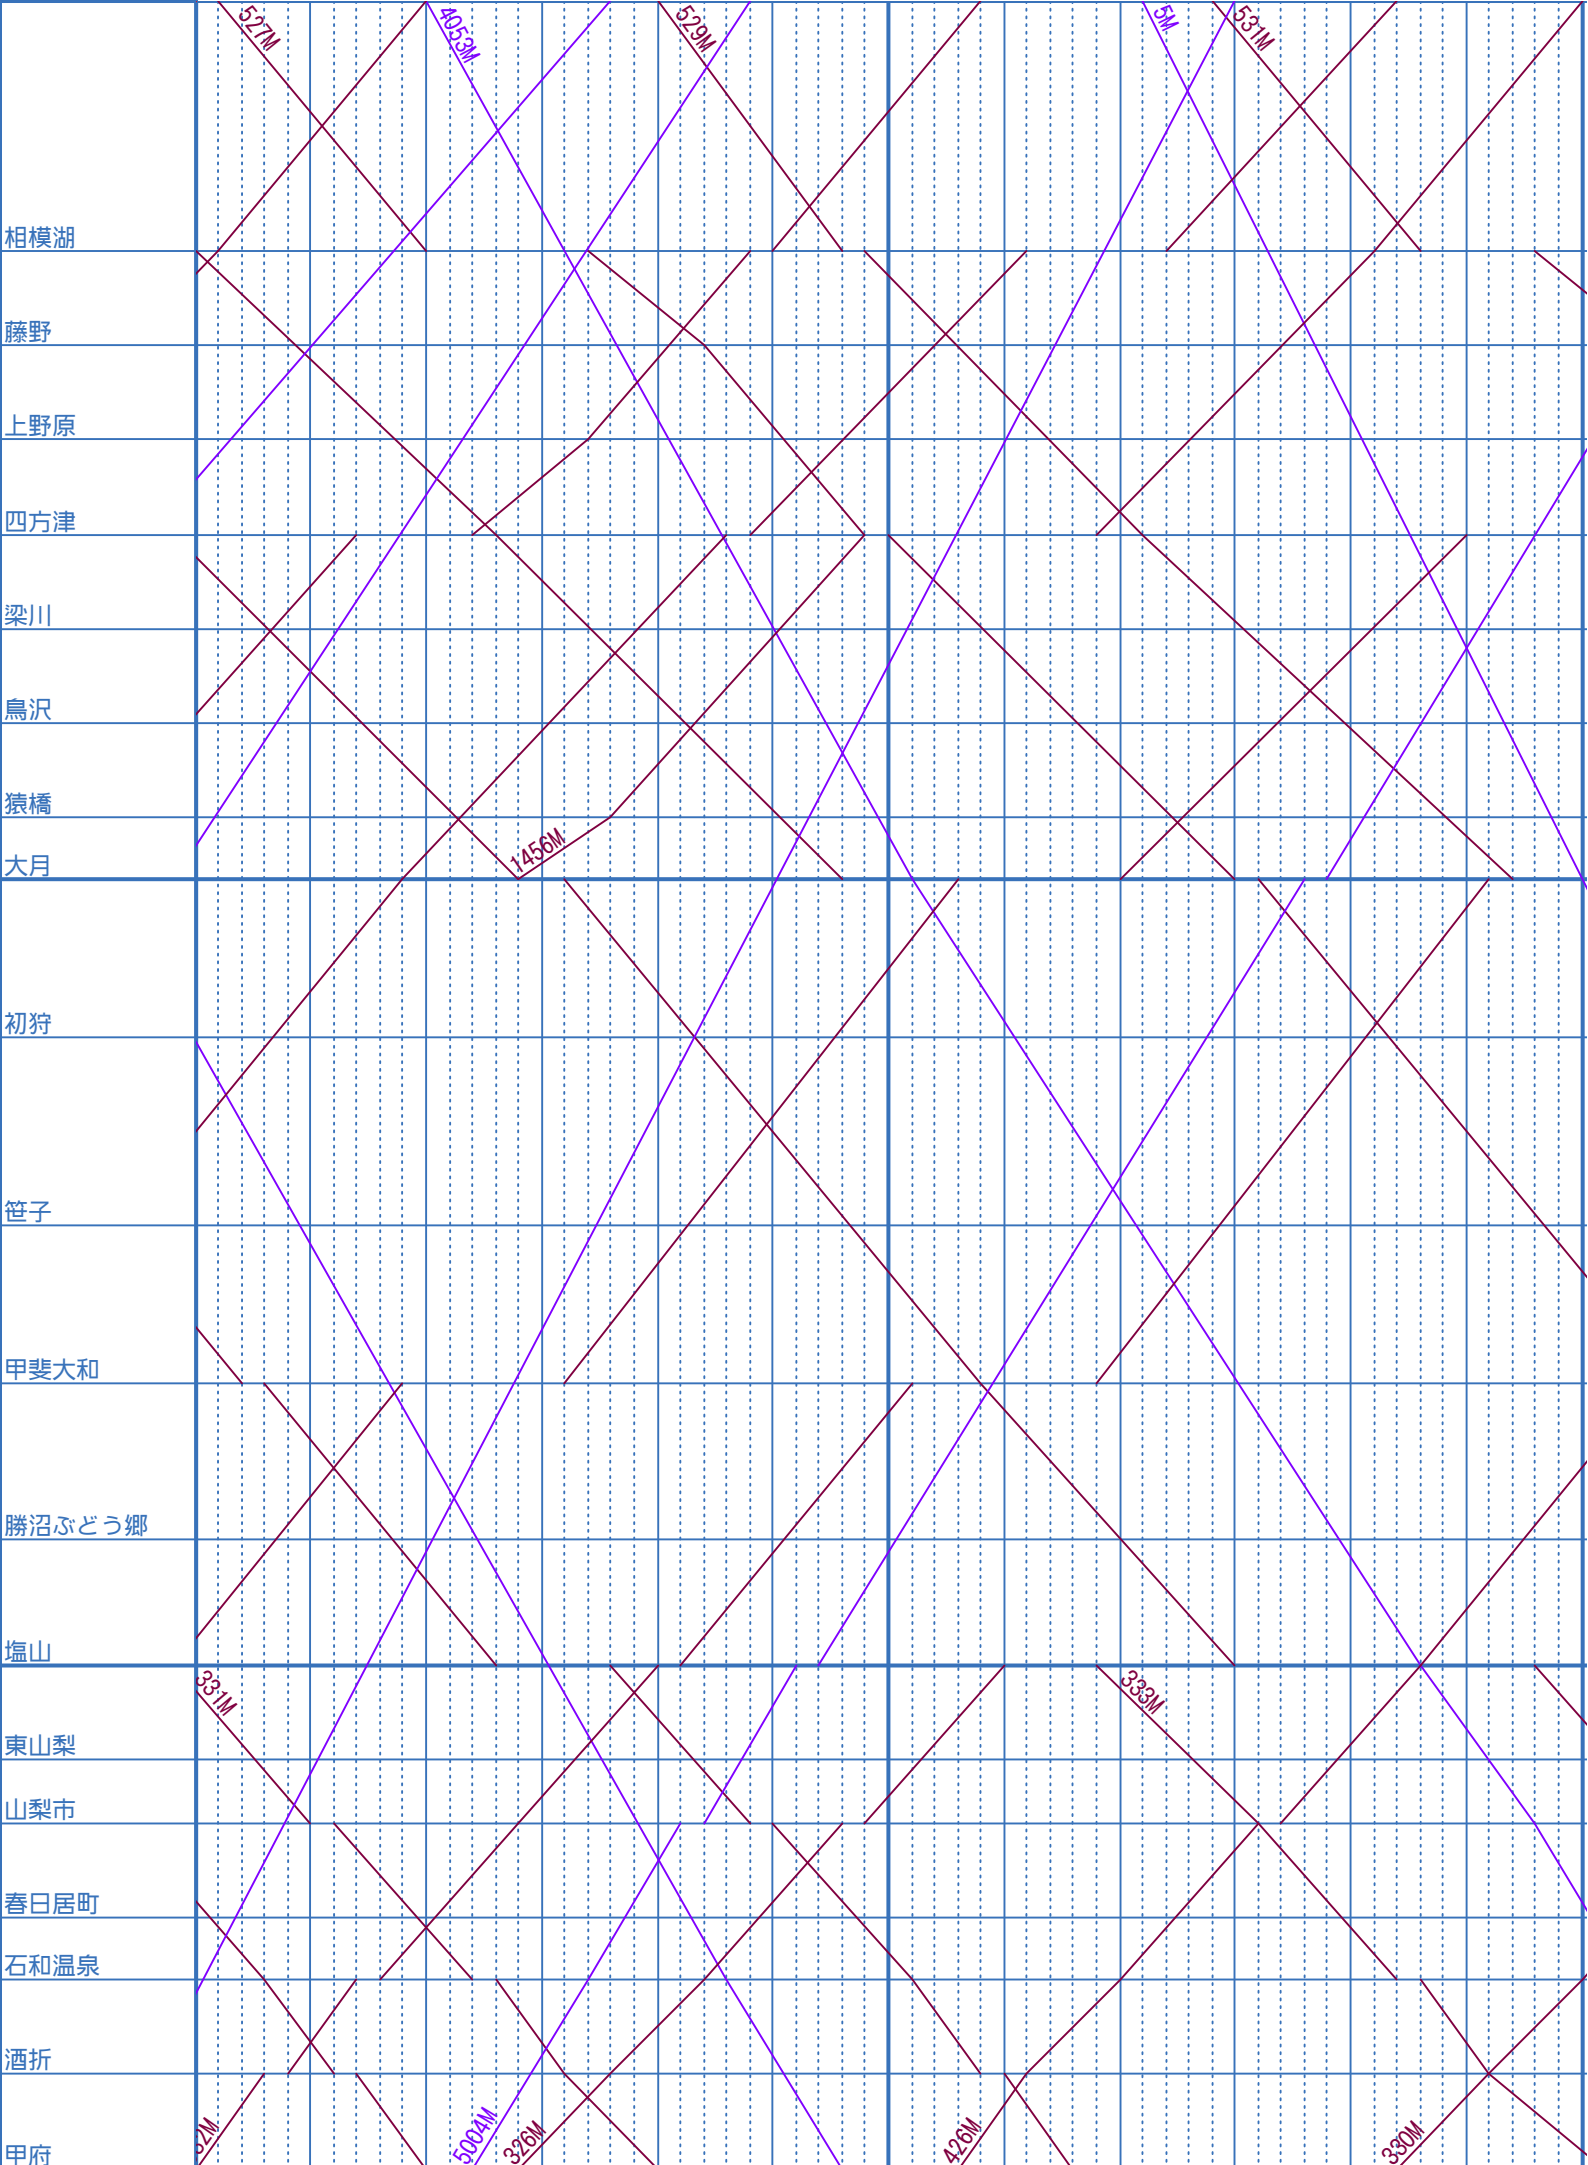 527M
4053M
529M
5M
531M
相模湖
藤野
上野原
四方津
梁川
鳥沢
猿橋
1456M
大月
初狩
笹子
甲斐大和
勝沼ぶどう郷
塩山
331M
333M
東山梨
山梨市
春日居町
石和温泉
酒折
32M
5004M
326M
426M
330M
甲府